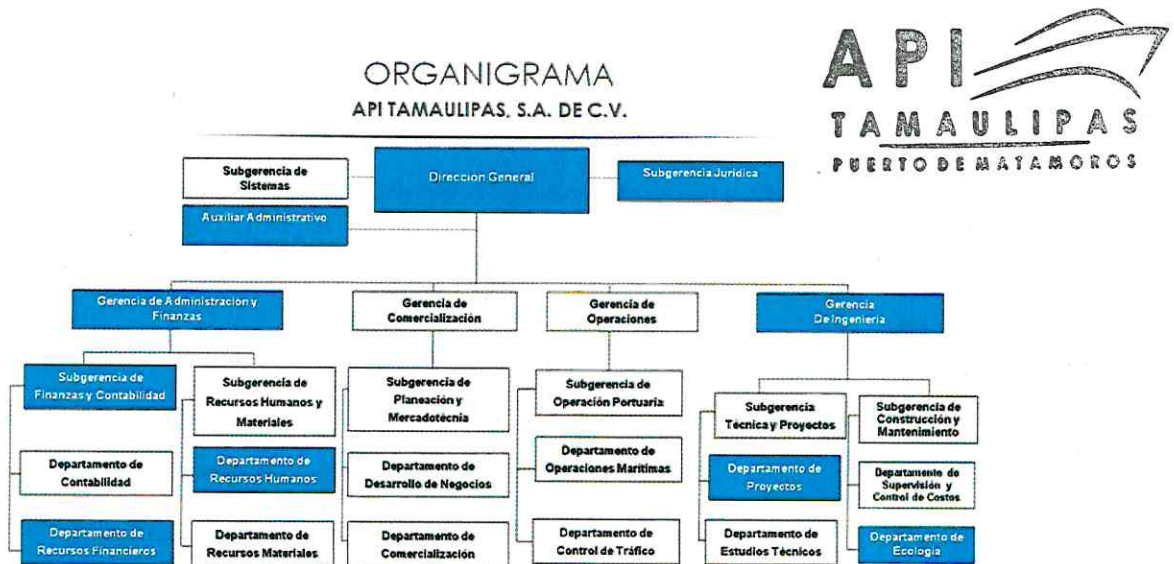 ORGANIGRAMA
API TAMAULIPAS, S.A. DE C.V.
API
TAMAULIPAS
PUERTO DE MATAMOROS
Subgerencia de
Sistemas
Dirección General
Subgerencia Jurídica
Auxiliar Administrativo
Gerencia de Administración y
Finanzas
Gerencia de
Comercialización
Gerencia de
Operaciones
Gerencia
De Ingeniería
Subgerencia de
Finanzas y Contabilidad
Subgerencia de
Recursos Humanos y
Materiales
Subgerencia de
Planeación y
Mercadotécnia
Subgerencia de
Operación Portuaria
Subgerencia
Técnica y Proyectos
Subgerencia de
Construcción y
Mantenimiento
Departamento de
Contabilidad
Departamento de
Recursos Humanos
Departamento de
Desarrollo de Negocios
Departamento de
Operaciones Marítimas
Departamento de
Proyectos
Departamento de
Supervisión y
Control de Costos
Departamento de
Recursos Financieros
Departamento de
Recursos Materiales
Departamento de
Comercialización
Departamento de
Control de Tráfico
Departamento de
Estudios Técnicos
Departamento de
Ecología